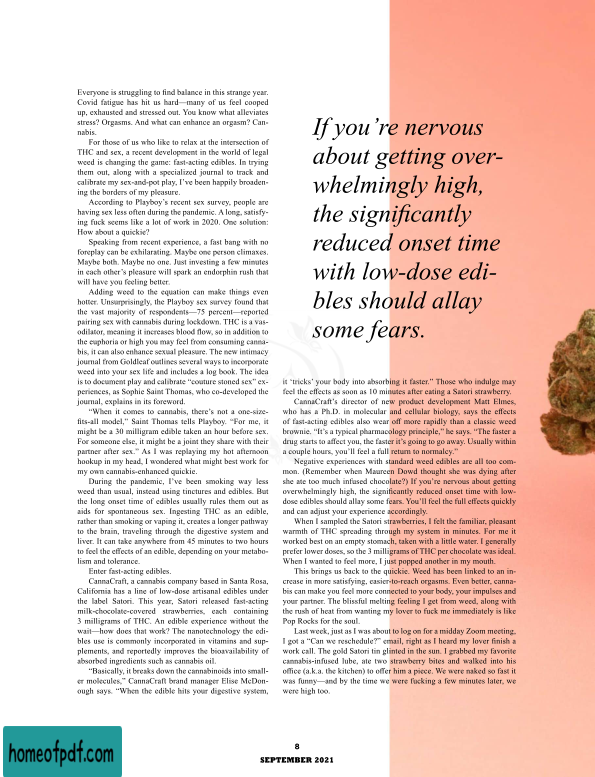 Everyone is struggling to find balance in this strange year.
Covid fatigue has hit us hard—many of us feel cooped
up, exhausted and stressed out. You know what alleviates
stress? Orgasms. And what can enhance an orgasm? Can-
nabis.
For those of us who like to relax at the intersection of
THC and sex, a recent development in the world of legal
weed is changing the game: fast-acting edibles. In trying
them out, along with a specialized journal to track and
calibrate my sex-and-pot play, I’ve been happily broaden-
ing the borders of my pleasure.
According to Playboy’s recent sex survey, people are
having sex less often during the pandemic. A long, satisfy-
ing fuck seems like a lot of work in 2020. One solution:
How about a quickie?
Speaking from recent experience, a fast bang with no
foreplay can be exhilarating. Maybe one person climaxes.
Maybe both. Maybe no one. Just investing a few minutes
in each other’s pleasure will spark an endorphin rush that
will have you feeling better.
Adding weed to the equation can make things even
hotter. Unsurprisingly, the Playboy sex survey found that
the vast majority of respondents—75 percent—reported
pairing sex with cannabis during lockdown. THC is a vas-
odilator, meaning it increases blood flow, so in addition to
the euphoria or high you may feel from consuming canna-
bis, it can also enhance sexual pleasure. The new intimacy
journal from Goldleaf outlines several ways to incorporate
weed into your sex life and includes a log book. The idea
is to document play and calibrate “couture stoned sex” ex-
periences, as Sophie Saint Thomas, who co-developed the
journal, explains in its foreword.
“When it comes to cannabis, there’s not a one-size-
fits-all model,” Saint Thomas tells Playboy. “For me, it
might be a 30 milligram edible taken an hour before sex.
For someone else, it might be a joint they share with their
partner after sex.” As I was replaying my hot afternoon
hookup in my head, I wondered what might best work for
my own cannabis-enhanced quickie.
During the pandemic, I’ve been smoking way less
weed than usual, instead using tinctures and edibles. But
the long onset time of edibles usually rules them out as
aids for spontaneous sex. Ingesting THC as an edible,
rather than smoking or vaping it, creates a longer pathway
to the brain, traveling through the digestive system and
liver. It can take anywhere from 45 minutes to two hours
to feel the effects of an edible, depending on your metabo-
lism and tolerance.
Enter fast-acting edibles.
CannaCraft, a cannabis company based in Santa Rosa,
California has a line of low-dose artisanal edibles under
the label Satori. This year, Satori released fast-acting
milk-chocolate-covered strawberries, each containing
3 milligrams of THC. An edible experience without the
wait—how does that work? The nanotechnology the edi-
bles use is commonly incorporated in vitamins and sup-
plements, and reportedly improves the bioavailability of
absorbed ingredients such as cannabis oil.
“Basically, it breaks down the cannabinoids into small-
er molecules,” CannaCraft brand manager Elise McDon-
ough says. “When the edible hits your digestive system,
If you’re nervous
about getting over-
whelmingly high,
the significantly
reduced onset time
with low-dose edi-
bles should allay
some fears.
it ‘tricks’ your body into absorbing it faster.” Those who indulge may
feel the effects as soon as 10 minutes after eating a Satori strawberry.
CannaCraft’s director of new product development Matt Elmes,
who has a Ph.D. in molecular and cellular biology, says the effects
of fast-acting edibles also wear off more rapidly than a classic weed
brownie. “It’s a typical pharmacology principle,” he says. “The faster a
drug starts to affect you, the faster it’s going to go away. Usually within
a couple hours, you’ll feel a full return to normalcy.”
Negative experiences with standard weed edibles are all too com-
mon. (Remember when Maureen Dowd thought she was dying after
she ate too much infused chocolate?) If you’re nervous about getting
overwhelmingly high, the significantly reduced onset time with low-
dose edibles should allay some fears. You’ll feel the full effects quickly
and can adjust your experience accordingly.
When I sampled the Satori strawberries, I felt the familiar, pleasant
warmth of THC spreading through my system in minutes. For me it
worked best on an empty stomach, taken with a little water. I generally
prefer lower doses, so the 3 milligrams of THC per chocolate was ideal.
When I wanted to feel more, I just popped another in my mouth.
This brings us back to the quickie. Weed has been linked to an in-
crease in more satisfying, easier-to-reach orgasms. Even better, canna-
bis can make you feel more connected to your body, your impulses and
your partner. The blissful melting feeling I get from weed, along with
the rush of heat from wanting my lover to fuck me immediately is like
Pop Rocks for the soul.
Last week, just as I was about to log on for a midday Zoom meeting,
I got a “Can we reschedule?” email, right as I heard my lover finish a
work call. The gold Satori tin glinted in the sun. I grabbed my favorite
cannabis-infused lube, ate two strawberry bites and walked into his
office (a.k.a. the kitchen) to offer him a piece. We were naked so fast it
was funny—and by the time we were fucking a few minutes later, we
were high too.
8
SEPTEMBER 2021
homeofpdf.com